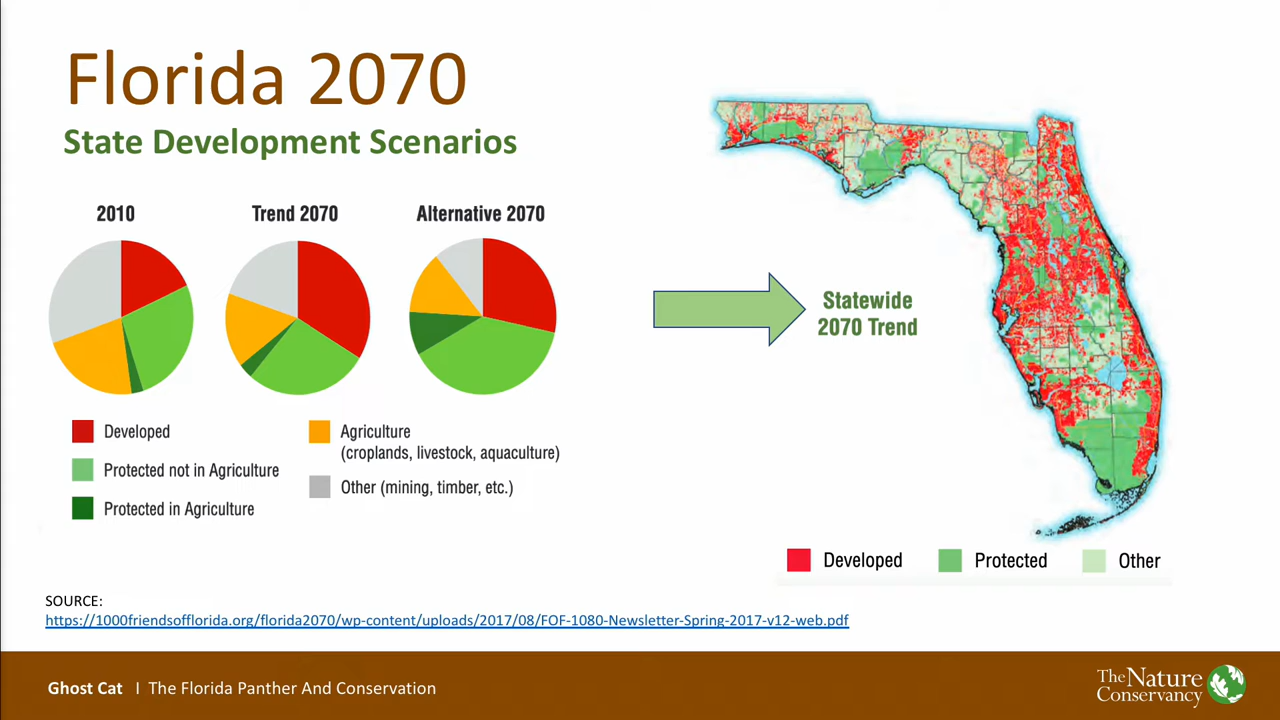 Florida 2070
State Development Scenarios
2010
Trend 2070
Alternative 2070
Developed
Protected not in Agriculture
Protected in Agriculture
Agriculture
(croplands, livestock, aquaculture)
Other (mining, timber, etc.)
Statewide
2070 Trend
Developed
Protected
Other
SOURCE:
https://1000friendsofflorida.org/florida2070/wp-content/uploads/2017/08/FOF-1080-Newsletter-Spring-2017-v12-web.pdf
Ghost Cat I The Florida Panther And Conservation
The Nature
Conservancy